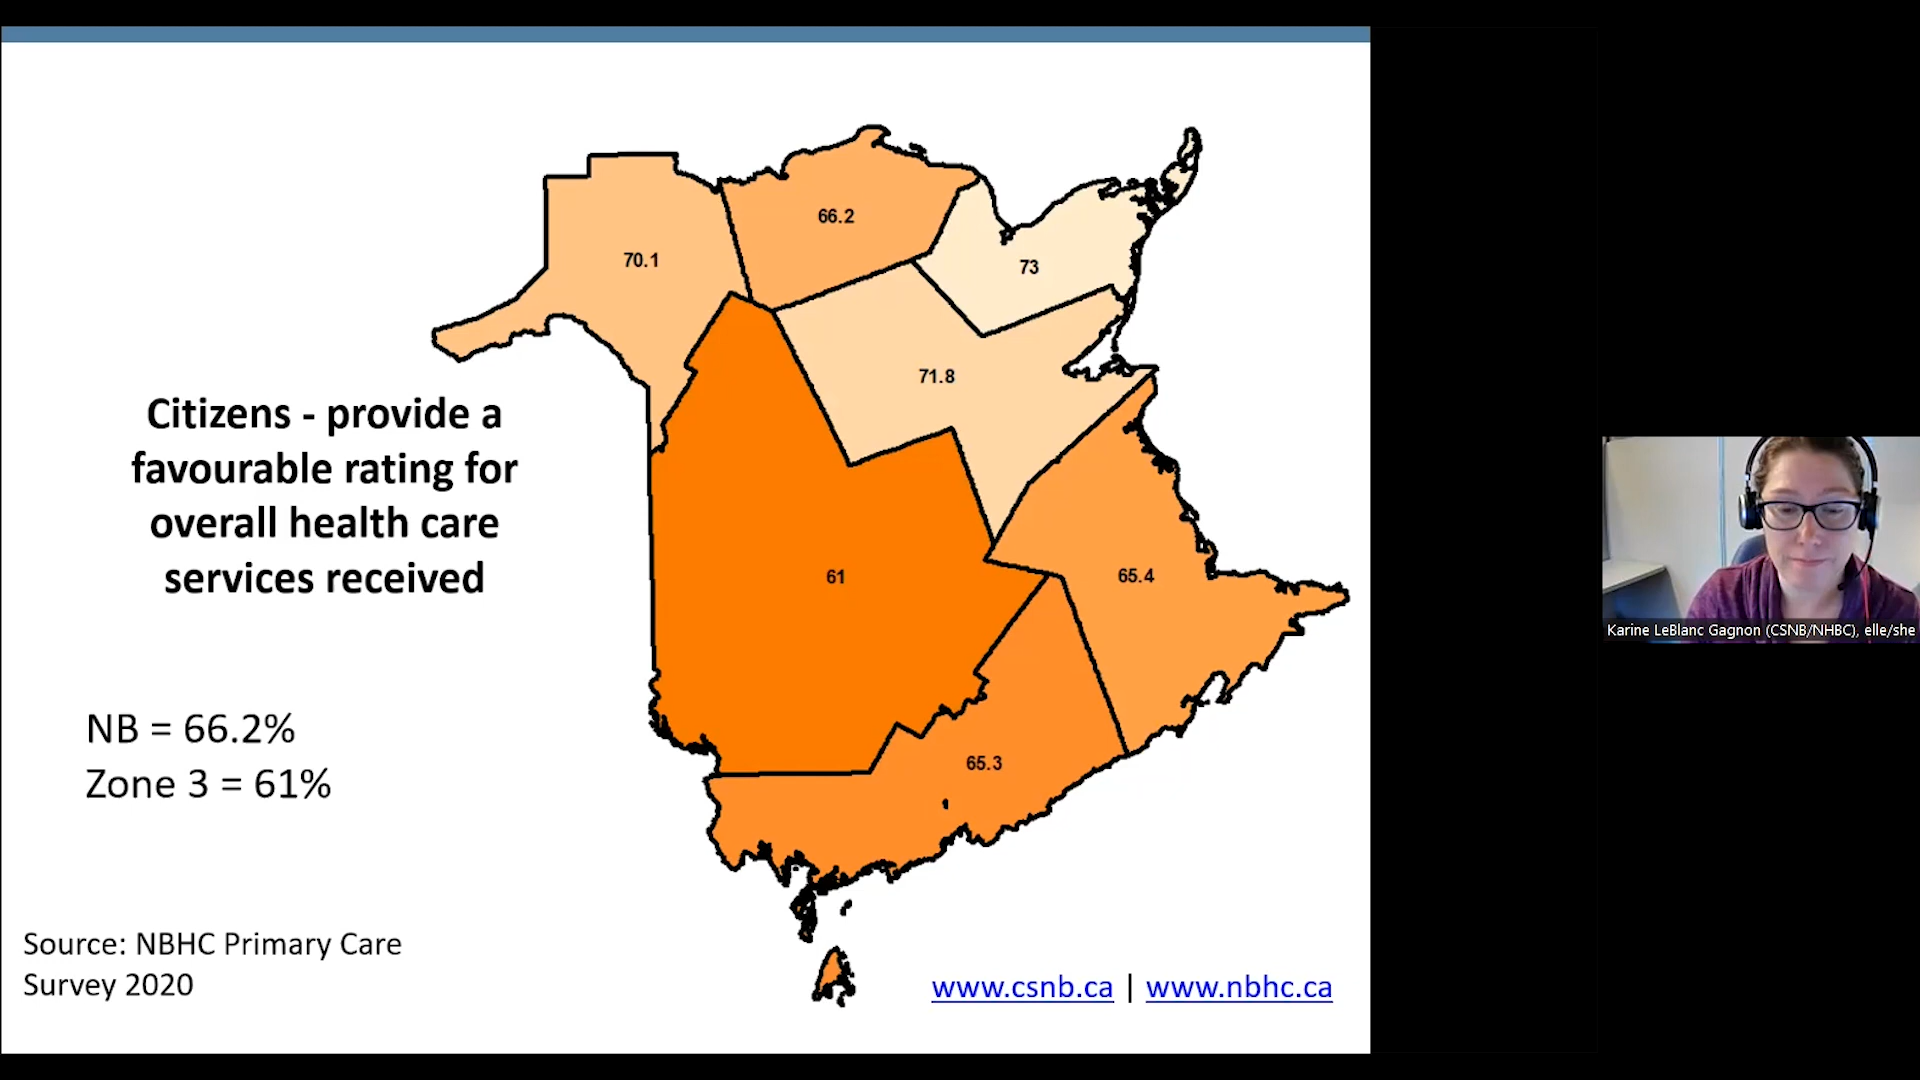 66.2
73
70.1
71.8
Citizens - provide a
favourable rating for
overall health care
services received
61
65.4
Karine LeBlanc Gagnon (CSNB/NHBC), elle/she
NB = 66.2%
Zone 3 = 61%
65.3
Source: NBHC Primary Care
Survey 2020
www.csnb.ca | www.nbhc.ca